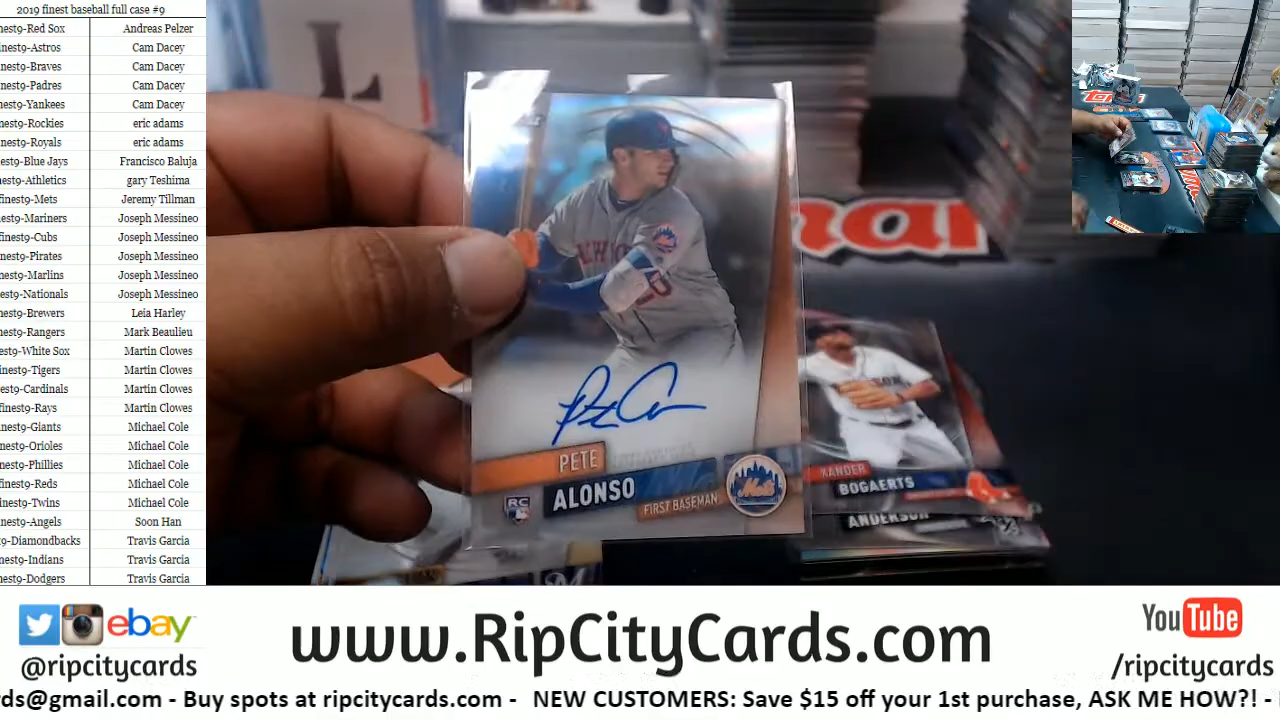 2019 finest baseball full case #9
nest9-Red Sox Andreas Pelzer
nest9-Astros Cam Dacey
nest9-Braves Cam Dacey
nest9-Padres Cam Dacey
nest9-Yankees Cam Dacey
nest9-Rockies eric adams
nest9-Royals eric adams
nest9-Blue Jays Francisco Baluja
nest9-Athletics gary Teshima
finest9-Mets Jeremy Tillman
nest9-Mariners Joseph Messineo
finest9-Cubs Joseph Messineo
nest9-Pirates Joseph Messineo
nest9-Marlins Joseph Messineo
est9-Nationals Joseph Messineo
nest9-Brewers Leia Harley
nest9-Rangers Mark Beaulieu
est9-White Sox Martin Clowes
nest9-Tigers Martin Clowes
nest9-Cardinals Martin Clowes
finest9-Rays Martin Clowes
nest9-Giants Michael Cole
nest9-Orioles Michael Cole
nest9-Phillies Michael Cole
finest9-Reds Michael Cole
nest9-Twins Michael Cole
nest9-Angels Soon Han
9-Diamondbacks Travis Garcia
nest9-Indians Travis Garcia
nest9-Dodgers Travis Garcia
L
PETE
ALONSO
FIRST BASEMAN
RC
Mets
XANDER
BOGAERTS
ANDERSON
ebay
@ripcitycards
www.RipCityCards.com
YouTube
/ripcitycards
rds@gmail.com - Buy spots at ripcitycards.com - NEW CUSTOMERS: Save $15 off your 1st purchase, ASK ME HOW?! -